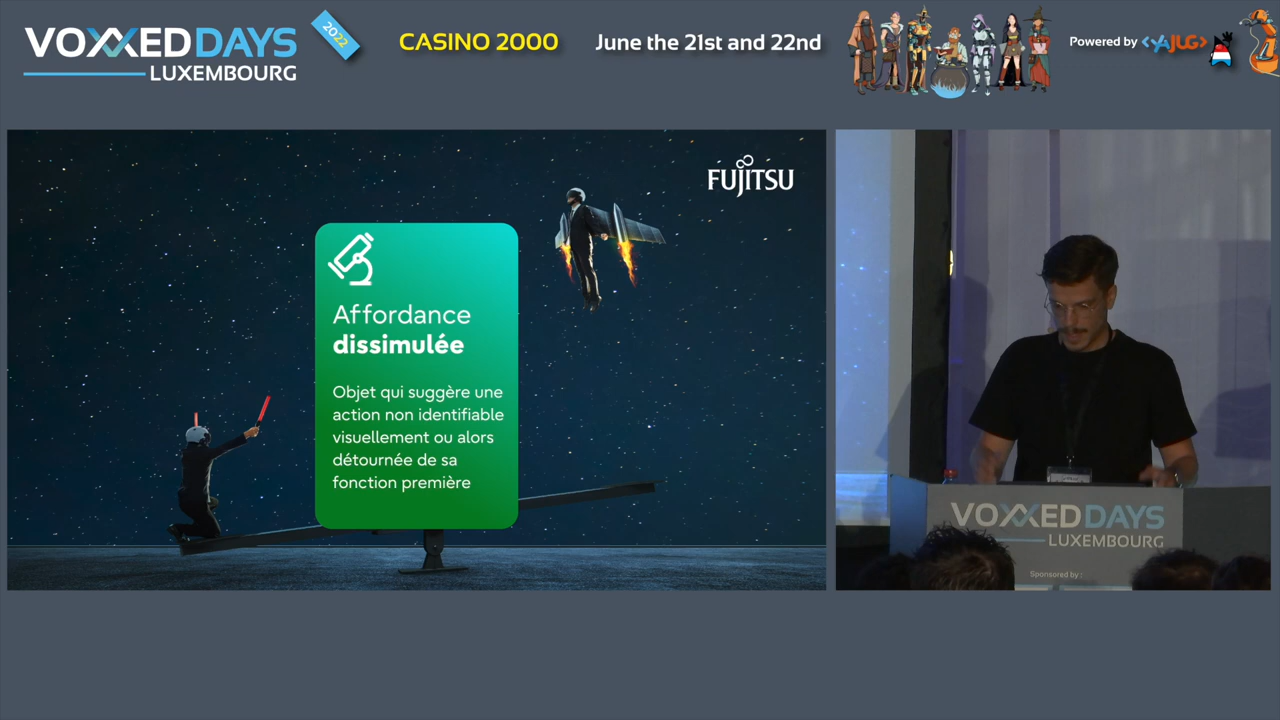 VOXXED DAYS
LUXEMBOURG
2022
CASINO 2000
June the 21st and 22nd
Powered by <YAJUG>
FUJITSU
Affordance
dissimulée
Objet qui suggère une
action non identifiable
visuellement ou alors
détournée de sa
fonction première
VOXXED DAYS
LUXEMBOURG
Sponsored by :